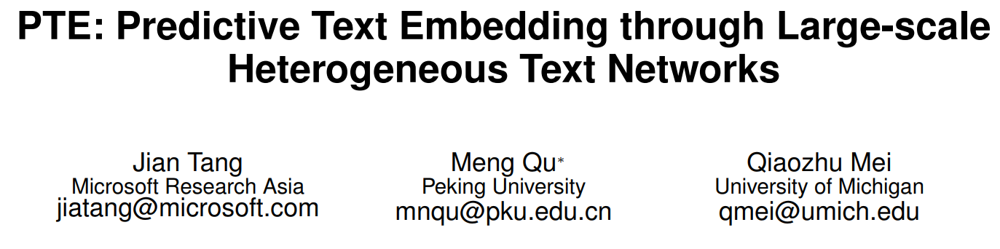 PTE: Predictive Text Embedding through Large-scale
Heterogeneous Text Networks
Jian Tang
Microsoft Research Asia
jiatang@microsoft.com
Meng Qu*
Peking University
mnqu@pku.edu.cn
Qiaozhu Mei
University of Michigan
qmei@umich.edu